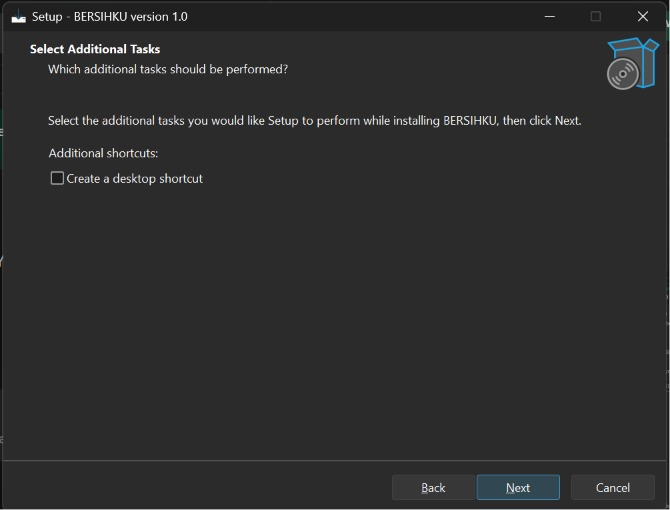 Setup - BERSIHKU version 1.0
Select Additional Tasks
Which additional tasks should be performed?
Select the additional tasks you would like Setup to perform while installing BERSIHKU, then click Next.
Additional shortcuts:
Create a desktop shortcut
Back Next Cancel